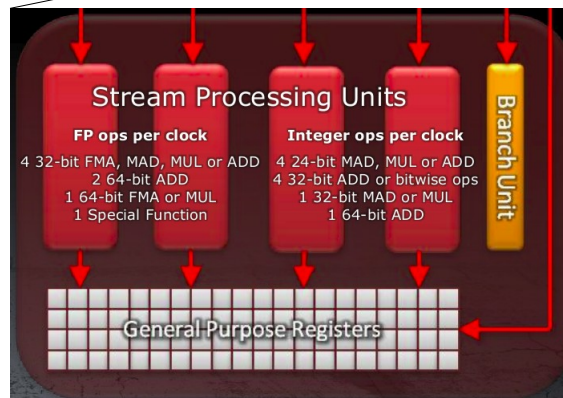 Stream Processing Units
FP ops per clock
4 32-bit FMA, MAD, MUL or ADD
2 64-bit ADD
1 64-bit FMA or MUL
1 Special Function
Integer ops per clock
4 24-bit MAD, MUL or ADD
4 32-bit ADD or bitwise ops
1 32-bit MAD or MUL
1 64-bit ADD
Branch Unit
General Purpose Registers